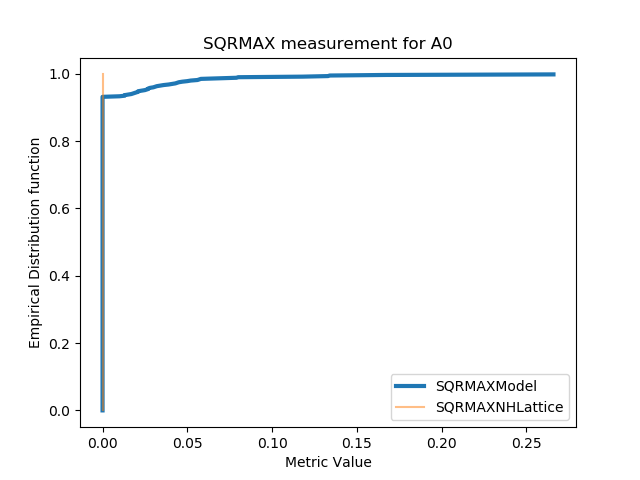 SQRMAX measurement for A0
Empirical Distribution function
1.0
0.8
0.6
0.4
0.2
0.0
0.00 0.05 0.10 0.15 0.20 0.25
Metric Value
SQRMAXModel
SQRMAXNHLattice